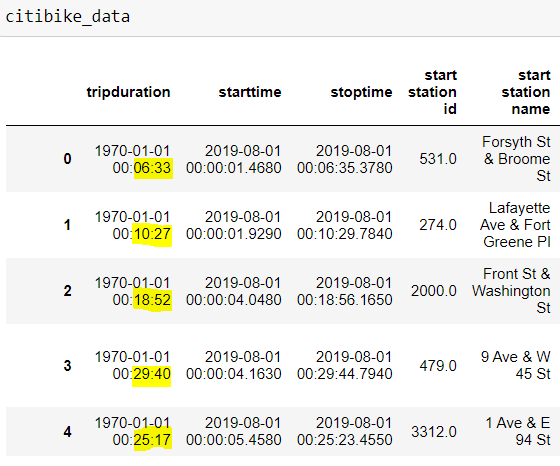 citibike_data
start
start
tripduration starttime stoptime station station
id name
1970-01-01 2019-08-01 2019-08-01 Forsyth St
0 531.0 & Broome
00:06:33 00:00:01.4680 00:06:35.3780 St
1970-01-01 2019-08-01 2019-08-01 Lafayette
1 274.0 Ave & Fort
00:10:27 00:00:01.9290 00:10:29.7840 Greene Pl
1970-01-01 2019-08-01 2019-08-01 Front St &
2 2000.0 Washington
00:18:52 00:00:04.0480 00:18:56.1650 St
1970-01-01 2019-08-01 2019-08-01 9 Ave & W
3 479.0
00:29:40 00:00:04.1630 00:29:44.7940 45 St
1970-01-01 2019-08-01 2019-08-01 1 Ave & E
4 3312.0
00:25:17 00:00:05.4580 00:25:23.4550 94 St